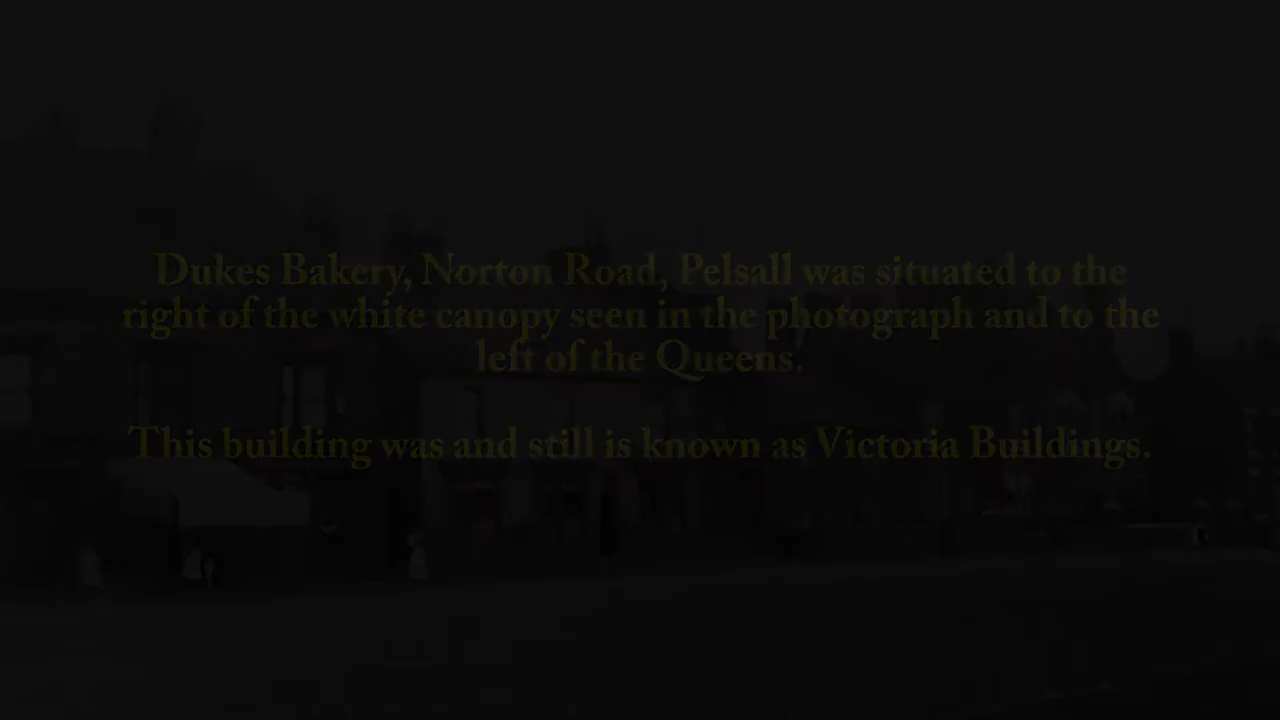 Dukes Bakery, Norton Road, Pelsall was situated to the
right of the white canopy seen in the photograph and to the
left of the Queens.
This building was and still is known as Victoria Buildings.